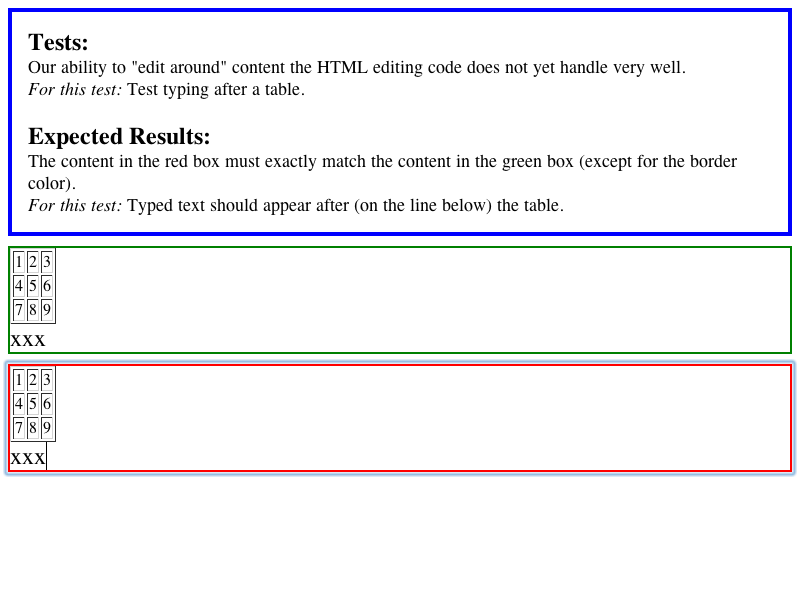 Tests:
Our ability to "edit around" content the HTML editing code does not yet handle very well.
For this test: Test typing after a table.
Expected Results:
The content in the red box must exactly match the content in the green box (except for the border
color).
For this test: Typed text should appear after (on the line below) the table.
1 2 3
4 5 6
7 8 9
xxx
1 2 3
4 5 6
7 8 9
xxx